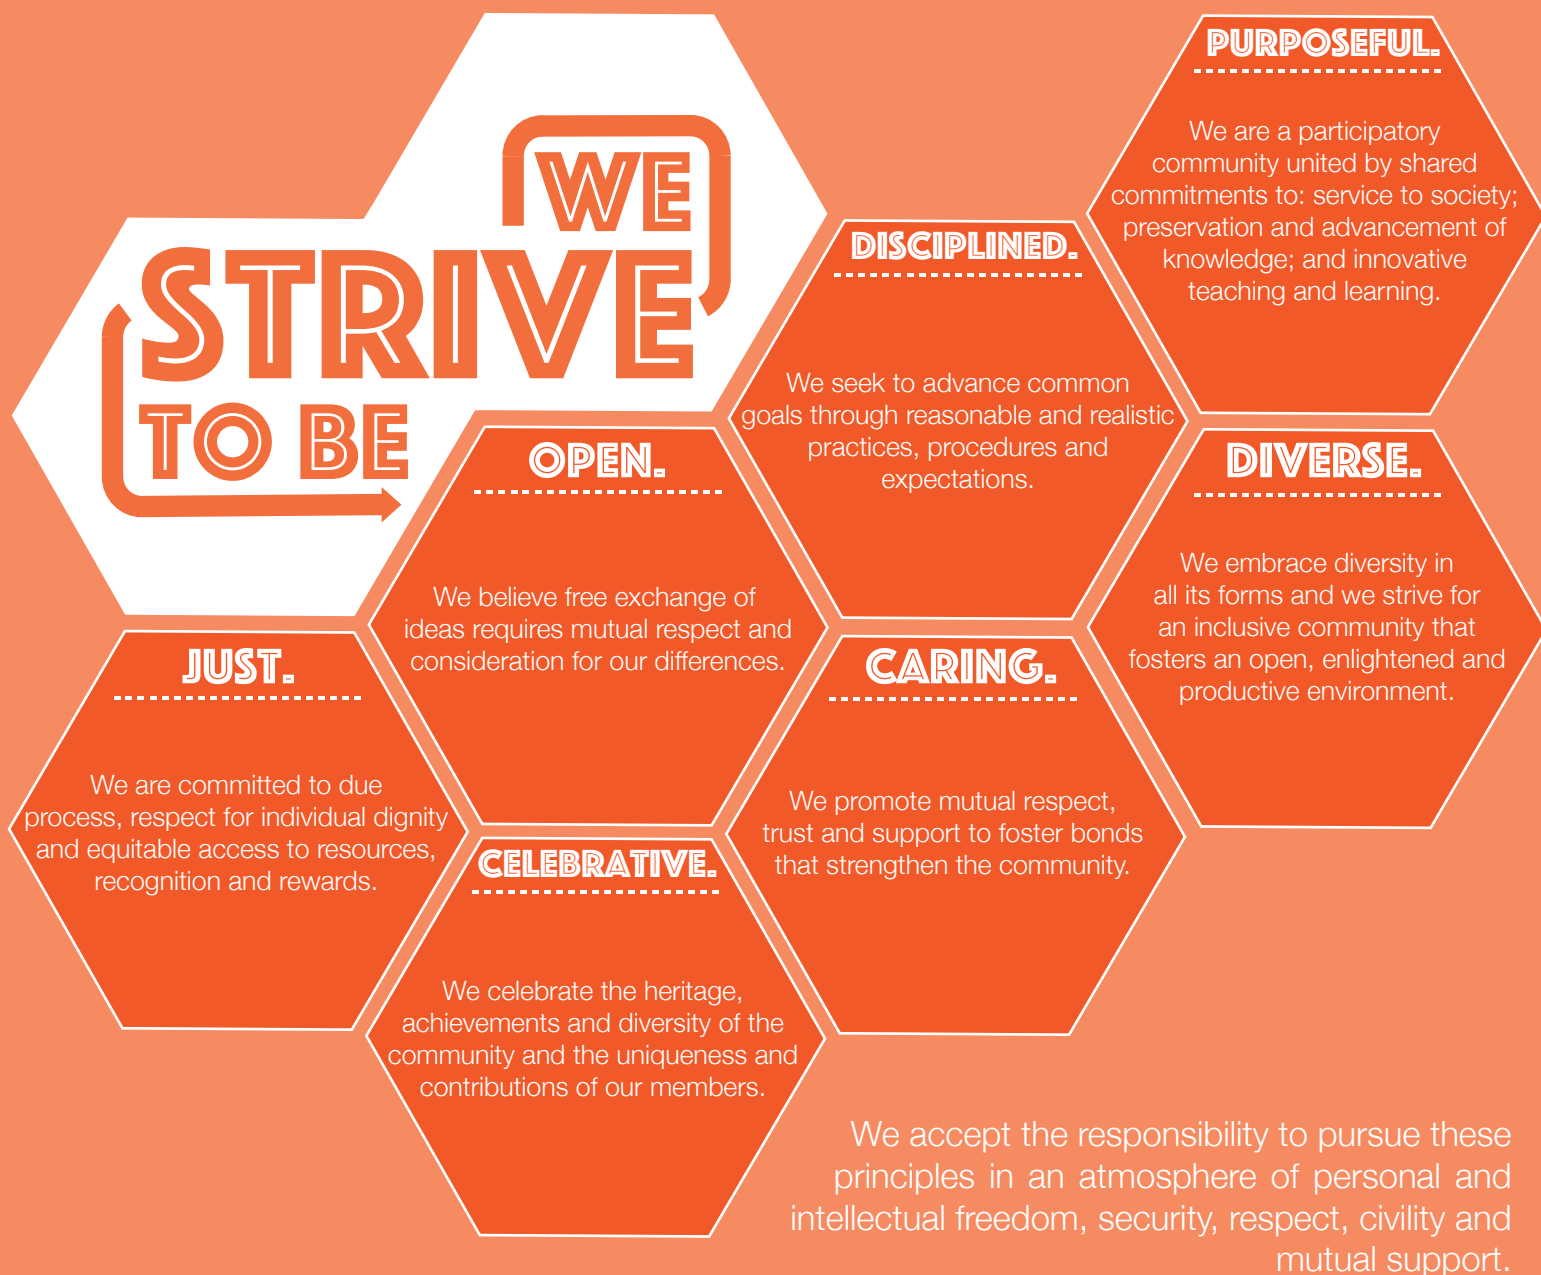 WE
STRIVE
TO BE
PURPOSEFUL.
We are a participatory
community united by shared
commitments to: service to society;
preservation and advancement of
knowledge; and innovative
teaching and learning.
DISCIPLINED.
We seek to advance common
goals through reasonable and realistic
practices, procedures and
expectations.
OPEN.
We believe free exchange of
ideas requires mutual respect and
consideration for our differences.
DIVERSE.
We embrace diversity in
all its forms and we strive for
an inclusive community that
fosters an open, enlightened and
productive environment.
JUST.
We are committed to due
process, respect for individual dignity
and equitable access to resources,
recognition and rewards.
CARING.
We promote mutual respect,
trust and support to foster bonds
that strengthen the community.
CELEBRATIVE.
We celebrate the heritage,
achievements and diversity of the
community and the uniqueness and
contributions of our members.
We accept the responsibility to pursue these
principles in an atmosphere of personal and
intellectual freedom, security, respect, civility and
mutual support.